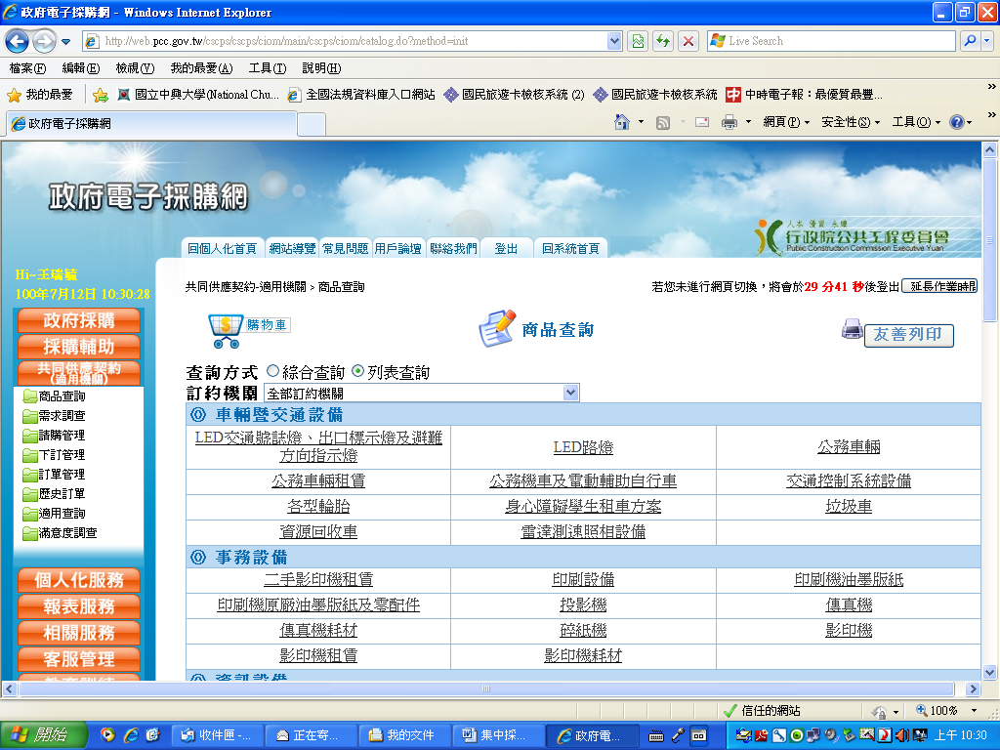 政府電子採購網 - Windows Internet Explorer
http://web.pcc.gov.tw/cscps/cscps/ciom/main/cscps/ciom/catalog.do?method=init
Live Search
檔案(F) 編輯(E) 檢視(V) 我的最愛(A) 工具(T) 說明(H)
我的最愛 國立中興大學(National Chu... 全國法規資料庫入口網站 國民旅遊卡檢核系統 (2) 國民旅遊卡檢核系統 中時電子報：最優質最豐...
政府電子採購網 網頁(P) 安全性(S) 工具(O)
政府電子採購網
人本 優質 永續
行政院公共工程委員會
Public Construction Commission Executive Yuan
回個人化首頁 網站導覽 常見問題 用戶論壇 聯絡我們 登出 回系統首頁
Hi~王瑞毓
100年7月12日 10:30:28
政府採購
採購輔助
共同供應契約
(適用機關)
商品查詢
需求調查
請購管理
下訂管理
訂單管理
歷史訂單
適用查詢
滿意度調查
個人化服務
報表服務
相關服務
客服管理
教育訓練
共同供應契約-適用機關 > 商品查詢
若您未進行網頁切換，將會於29 分41 秒後登出 延長作業時間
購物車 商品查詢 友善列印
查詢方式 綜合查詢 列表查詢
訂約機關 全部訂約機關
車輛暨交通設備
LED交通號誌燈、出口標示燈及避難方向指示燈 LED路燈 公務車輛
公務車輛租賃 公務機車及電動輔助自行車 交通控制系統設備
各型輪胎 身心障礙學生租車方案 垃圾車
資源回收車 雷達測速照相設備
事務設備
二手影印機租賃 印刷設備 印刷機油墨版紙
印刷機原廠油墨版紙及零配件 投影機 傳真機
傳真機耗材 碎紙機 影印機
影印機租賃 影印機耗材
資訊設備
信任的網站 100%
開始 收件匣 -... 正在寄... 我的文件 集中採... 政府電... 上午 10:30